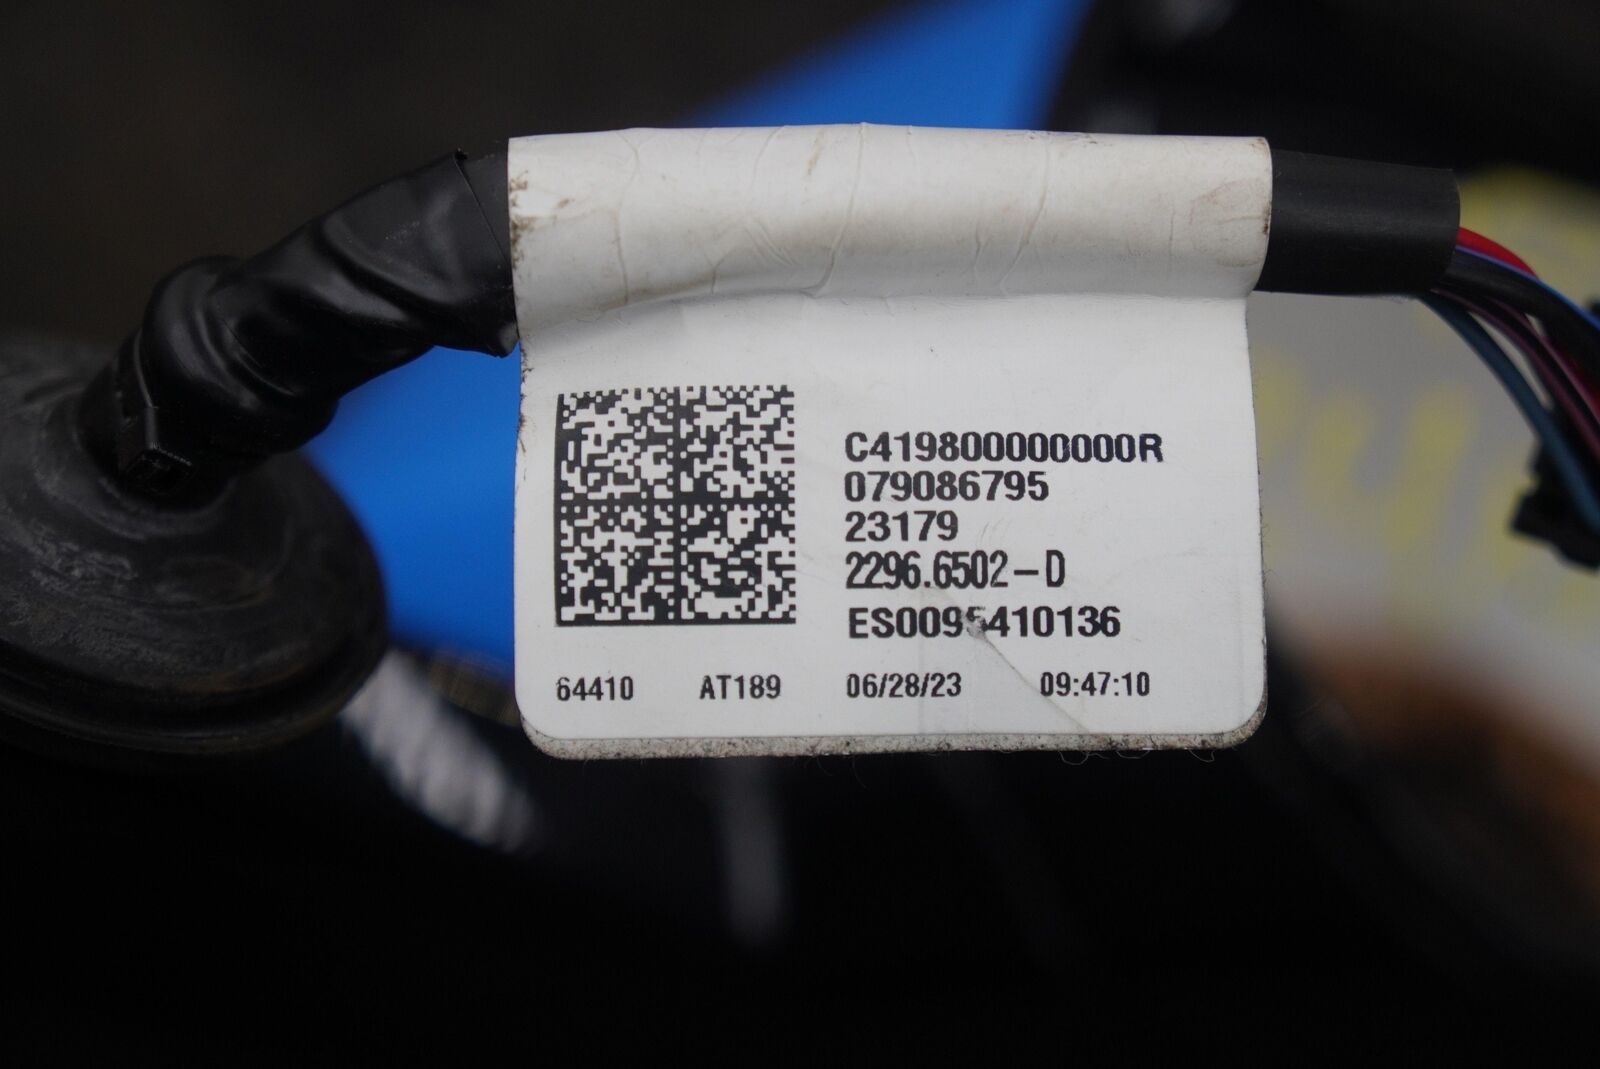 C419800000000R
079086795
23179
2296.6502-D
ES0095410136
64410 AT189 06/28/23 09:47:10